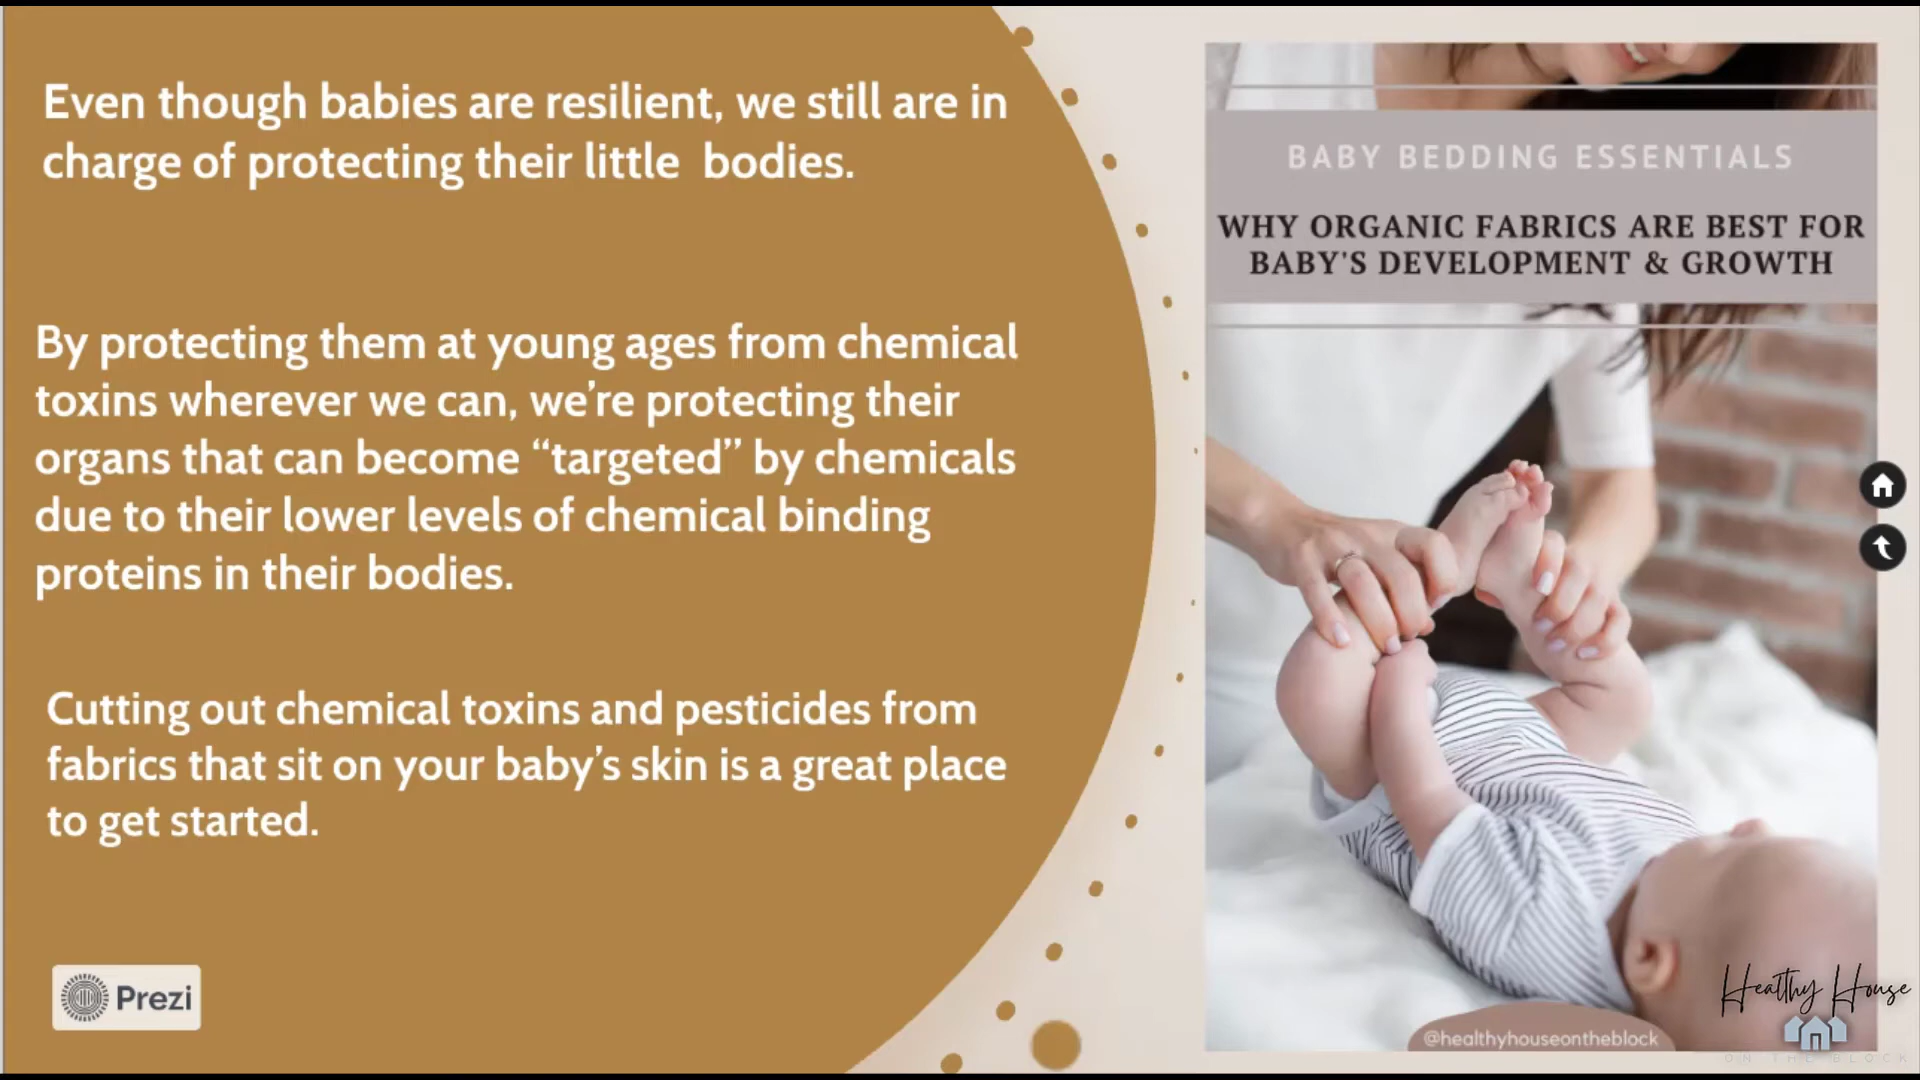 Even though babies are resilient, we still are in
charge of protecting their little bodies.
By protecting them at young ages from chemical
toxins wherever we can, we’re protecting their
organs that can become “targeted” by chemicals
due to their lower levels of chemical binding
proteins in their bodies.
Cutting out chemical toxins and pesticides from
fabrics that sit on your baby’s skin is a great place
to get started.
Prezi
BABY BEDDING ESSENTIALS
WHY ORGANIC FABRICS ARE BEST FOR
BABY'S DEVELOPMENT & GROWTH
@healthyhouseontheblock
Healthy House
ON THE BLOCK